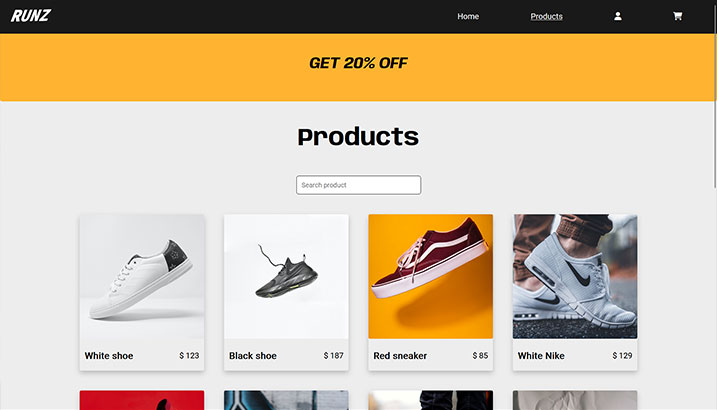 RUNZ
Home Products
GET 20% OFF
Products
Search product
White shoe $ 123
Black shoe $ 187
Red sneaker $ 85
White Nike $ 129